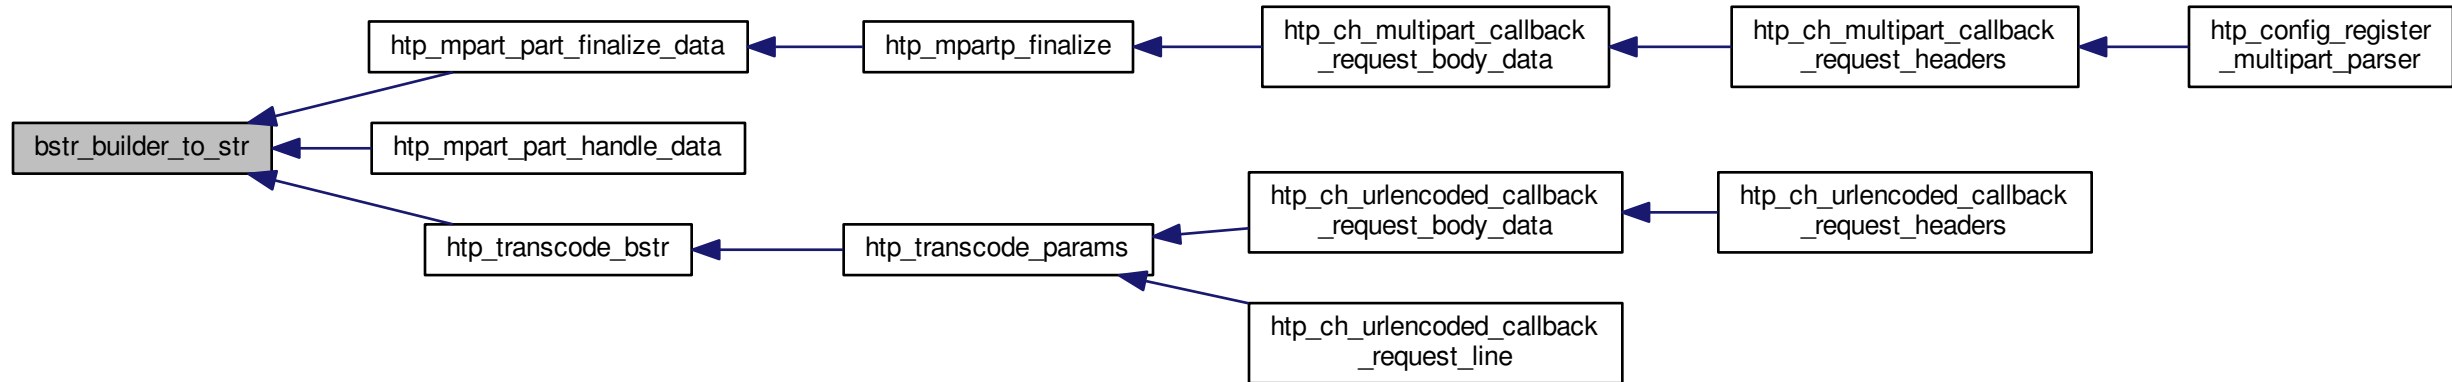 htp_mpart_part_finalize_data
htp_mpartp_finalize
htp_ch_multipart_callback
_request_body_data
htp_ch_multipart_callback
_request_headers
htp_config_register
_multipart_parser
bstr_builder_to_str
htp_mpart_part_handle_data
htp_transcode_bstr
htp_transcode_params
htp_ch_urlencoded_callback
_request_body_data
htp_ch_urlencoded_callback
_request_headers
htp_ch_urlencoded_callback
_request_line